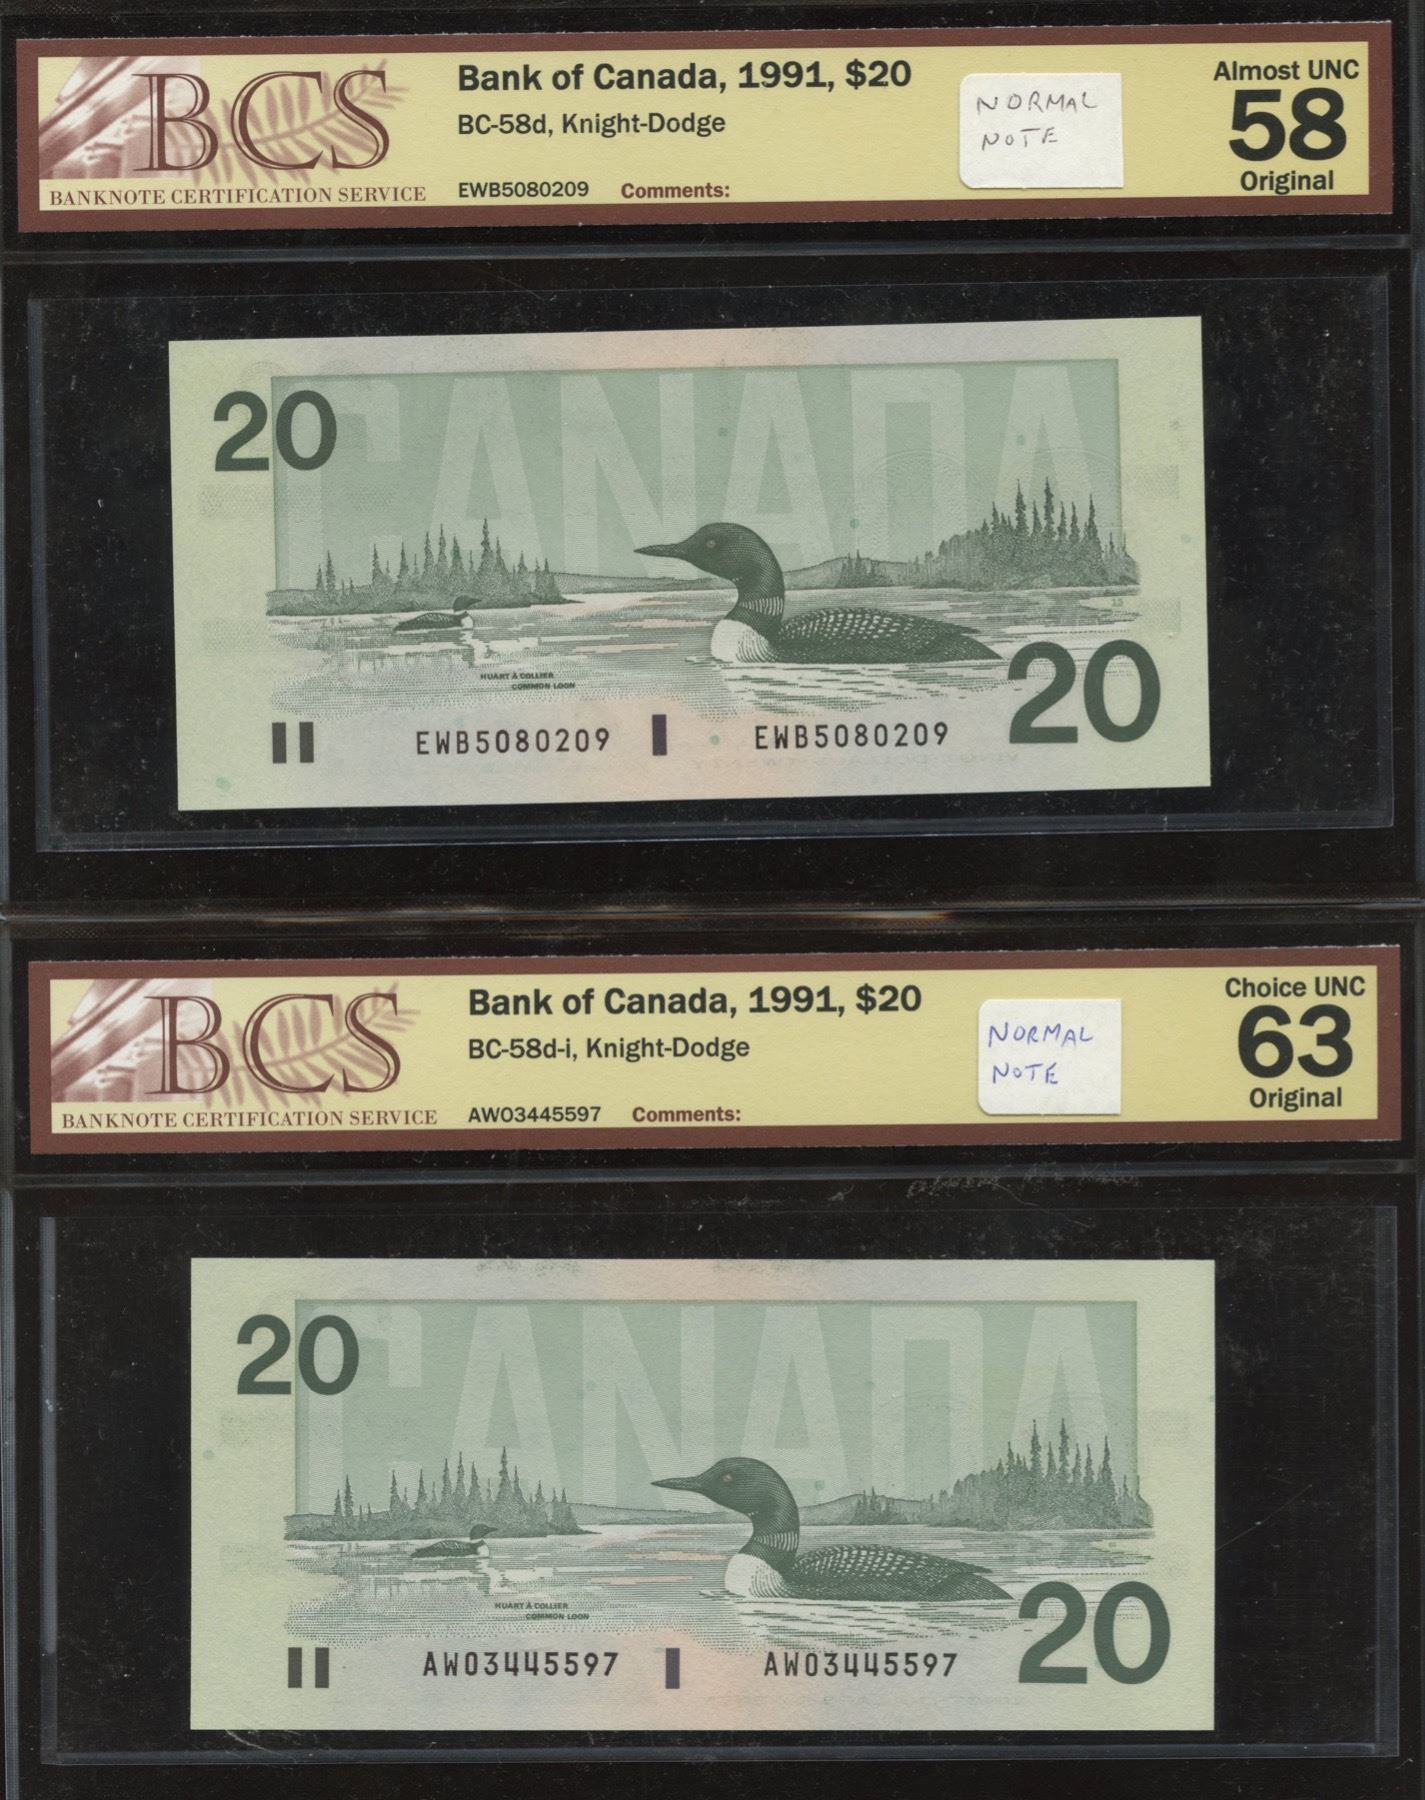 BCS
BANKNOTE CERTIFICATION SERVICE
Bank of Canada, 1991, $20
BC-58d, Knight-Dodge
EWB5080209 Comments:
NORMAL
NOTE
Almost UNC
58
Original
CANADA
20
HUART À COLLIER
COMMON LOON
20
EWB5080209 EWB5080209
BCS
BANKNOTE CERTIFICATION SERVICE
Bank of Canada, 1991, $20
BC-58d-i, Knight-Dodge
AWO3445597 Comments:
NORMAL
NOTE
Choice UNC
63
Original
CANADA
20
HUART À COLLIER
COMMON LOON
20
AWO3445597 AWO3445597